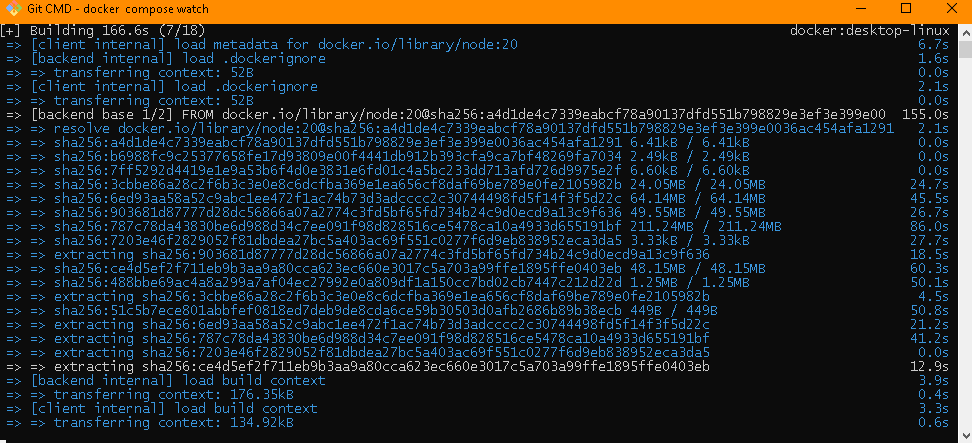 Git CMD - docker compose watch
[+] Building 166.6s (7/18) docker:desktop-linux
=> [client internal] load metadata for docker.io/library/node:20 6.7s
=> [backend internal] load .dockerignore 1.6s
=> => transferring context: 52B 0.0s
=> [client internal] load .dockerignore 2.1s
=> => transferring context: 52B 0.0s
=> [backend base 1/2] FROM docker.io/library/node:20@sha256:a4d1de4c7339eabcf78a90137dfd551b798829e3ef3e399e00 155.0s
=> => resolve docker.io/library/node:20@sha256:a4d1de4c7339eabcf78a90137dfd551b798829e3ef3e399e0036ac454afa1291 2.1s
=> => sha256:a4d1de4c7339eabcf78a90137dfd551b798829e3ef3e399e0036ac454afa1291 6.41kB / 6.41kB 0.0s
=> => sha256:b6988fc9c25377658fe17d93809e00f4441db912b393cfa9ca7bf48269fa7034 2.49kB / 2.49kB 0.0s
=> => sha256:7ff5292d4419e1e9a53b6f4d0e3831e6fd01c4a5bc233dd713afd726d9975e2f 6.60kB / 6.60kB 0.0s
=> => sha256:3cbbe86a28c2f6b3c3e0e8c6dcfba369e1ea656cf8daf69be789e0fe2105982b 24.05MB / 24.05MB 24.7s
=> => sha256:6ed93aa58a52c9abc1ee472f1ac74b73d3adcccc2c30744498fd5f14f3f5d22c 64.14MB / 64.14MB 45.5s
=> => sha256:903681d87777d28dc56866a07a2774c3fd5bf65fd734b24c9d0ecd9a13c9f636 49.55MB / 49.55MB 26.7s
=> => sha256:787c78da43830be6d988d34c7ee091f98d828516ce5478ca10a4933d655191bf 211.24MB / 211.24MB 86.0s
=> => sha256:7203e46f2829052f81dbdea27bc5a403ac69f551c0277f6d9eb838952eca3da5 3.33kB / 3.33kB 27.7s
=> => extracting sha256:903681d87777d28dc56866a07a2774c3fd5bf65fd734b24c9d0ecd9a13c9f636 18.5s
=> => sha256:ce4d5ef2f711eb9b3aa9a80cca623ec660e3017c5a703a99ffe1895ffe0403eb 48.15MB / 48.15MB 60.3s
=> => sha256:488bbe69ac4a8a299a7af04ec27992e0a809df1a150cc7bd02cb7447c212d22d 1.25MB / 1.25MB 50.1s
=> => extracting sha256:3cbbe86a28c2f6b3c3e0e8c6dcfba369e1ea656cf8daf69be789e0fe2105982b 4.5s
=> => sha256:51c5b7ece801abbfef0818ed7deb9de8cda6ce59b30503d0afb2686b89b38ecb 449B / 449B 50.8s
=> => extracting sha256:6ed93aa58a52c9abc1ee472f1ac74b73d3adcccc2c30744498fd5f14f3f5d22c 21.2s
=> => extracting sha256:787c78da43830be6d988d34c7ee091f98d828516ce5478ca10a4933d655191bf 41.2s
=> => extracting sha256:7203e46f2829052f81dbdea27bc5a403ac69f551c0277f6d9eb838952eca3da5 0.0s
=> => extracting sha256:ce4d5ef2f711eb9b3aa9a80cca623ec660e3017c5a703a99ffe1895ffe0403eb 12.9s
=> [backend internal] load build context 3.9s
=> => transferring context: 176.35kB 0.4s
=> [client internal] load build context 3.3s
=> => transferring context: 134.92kB 0.6s